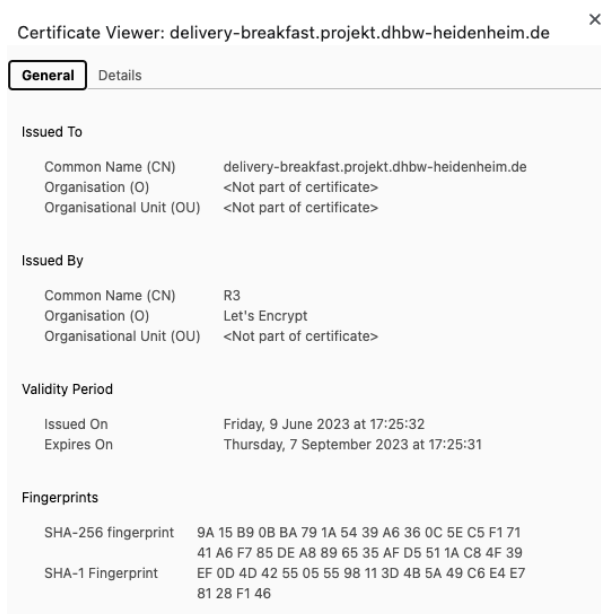 Certificate Viewer: delivery-breakfast.projekt.dhbw-heidenheim.de
General Details
Issued To
Common Name (CN) delivery-breakfast.projekt.dhbw-heidenheim.de
Organisation (O) <Not part of certificate>
Organisational Unit (OU) <Not part of certificate>
Issued By
Common Name (CN) R3
Organisation (O) Let's Encrypt
Organisational Unit (OU) <Not part of certificate>
Validity Period
Issued On Friday, 9 June 2023 at 17:25:32
Expires On Thursday, 7 September 2023 at 17:25:31
Fingerprints
SHA-256 fingerprint 9A 15 B9 0B BA 79 1A 54 39 A6 36 0C 5E C5 F1 71
41 A6 F7 85 DE A8 89 65 35 AF D5 51 1A C8 4F 39
SHA-1 Fingerprint EF 0D 4D 42 55 05 55 98 11 3D 4B 5A 49 C6 E4 E7
81 28 F1 46